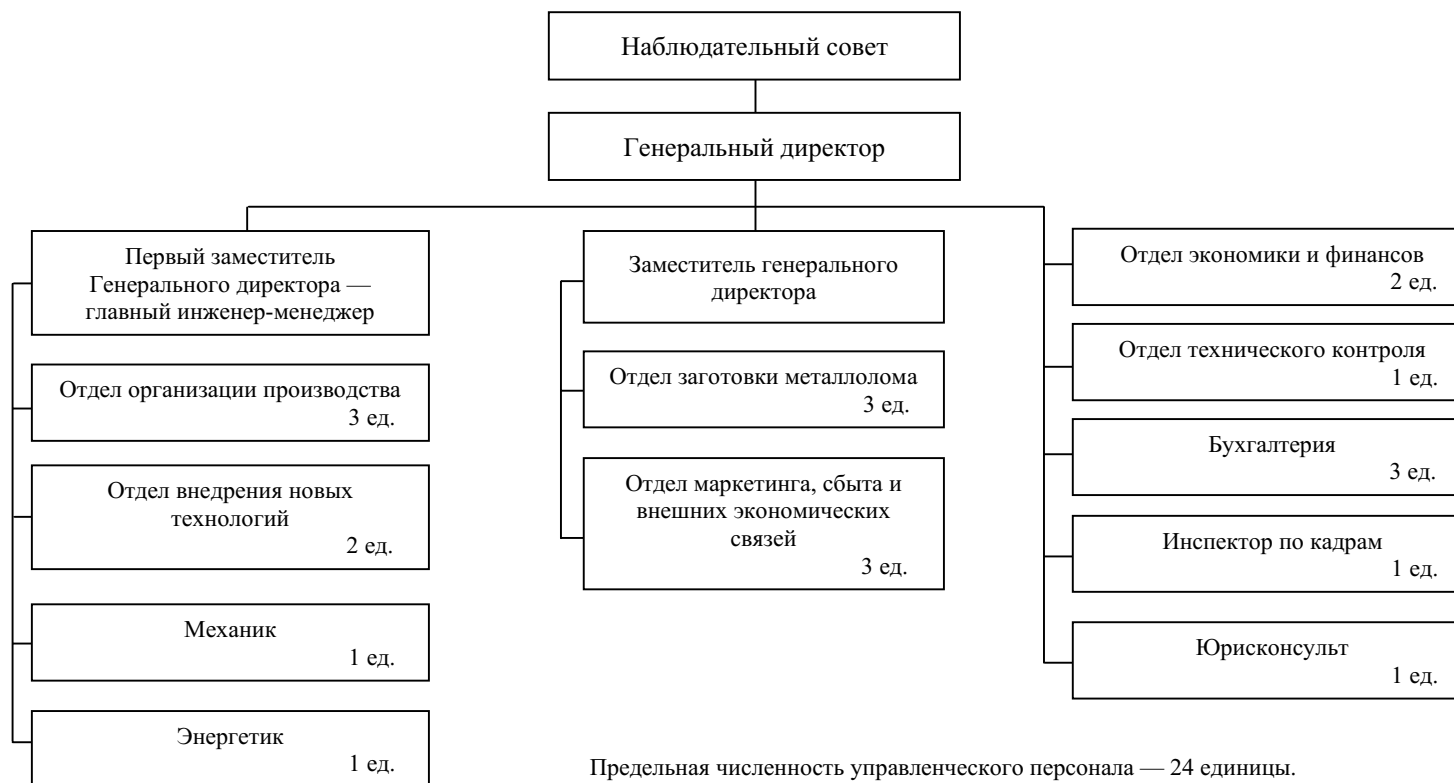 Наблюдательный совет
Генеральный директор
Первый заместитель
Генерального директора —
главный инженер-менеджер
Отдел организации производства
3 ед.
Отдел внедрения новых
технологий
2 ед.
Механик
1 ед.
Энергетик
1 ед.
Заместитель генерального
директора
Отдел заготовки металлолома
3 ед.
Отдел маркетинга, сбыта и
внешних экономических
связей
3 ед.
Отдел экономики и финансов
2 ед.
Отдел технического контроля
1 ед.
Бухгалтерия
3 ед.
Инспектор по кадрам
1 ед.
Юрисконсульт
1 ед.
Предельная численность управленческого персонала — 24 единицы.